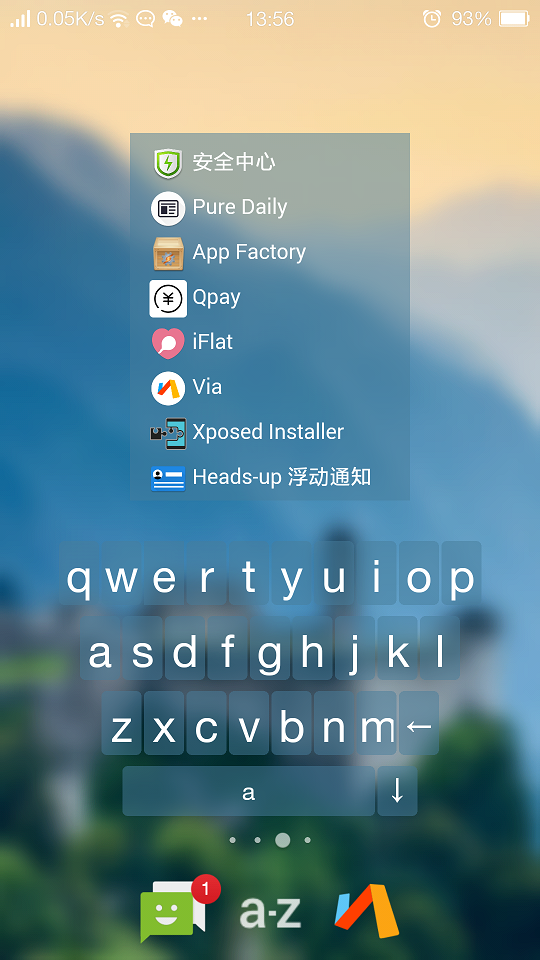 0.05K/s 13:56 93%
安全中心
Pure Daily
App Factory
Qpay
iFlat
Via
Xposed Installer
Heads-up 浮动通知
q w e r t y u i o p
a s d f g h j k l
z x c v b n m ←
a ↓
1
a-z